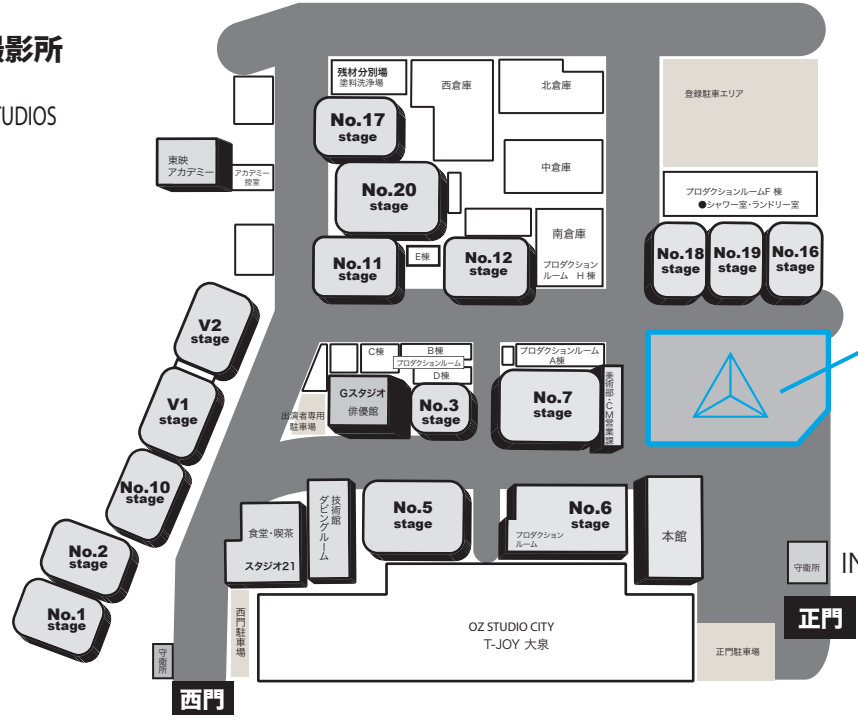 撮影所
TUDIOS
残材分別場
塗料洗浄場
西倉庫
北倉庫
登録駐車エリア
No.17
stage
東映
アカデミー
アカデミー
控室
中倉庫
No.20
stage
プロダクションルームF 棟
●シャワー室・ランドリー室
南倉庫
プロダクション
ルーム H 棟
E棟
No.11
stage
No.12
stage
No.18
stage
No.19
stage
No.16
stage
V2
stage
C棟
B棟
プロダクションルーム
D棟
プロダクションルーム
A棟
Gスタジオ
俳優館
No.3
stage
No.7
stage
美術部・CM営業課
出演者専用
駐車場
V1
stage
No.10
stage
食堂・喫茶
スタジオ21
技術館
ダビングルーム
No.5
stage
No.6
stage
プロダクション
ルーム
本館
No.2
stage
守衛所
IN
No.1
stage
西門駐車場
OZ STUDIO CITY
T-JOY 大泉
正門
正門駐車場
守衛所
西門